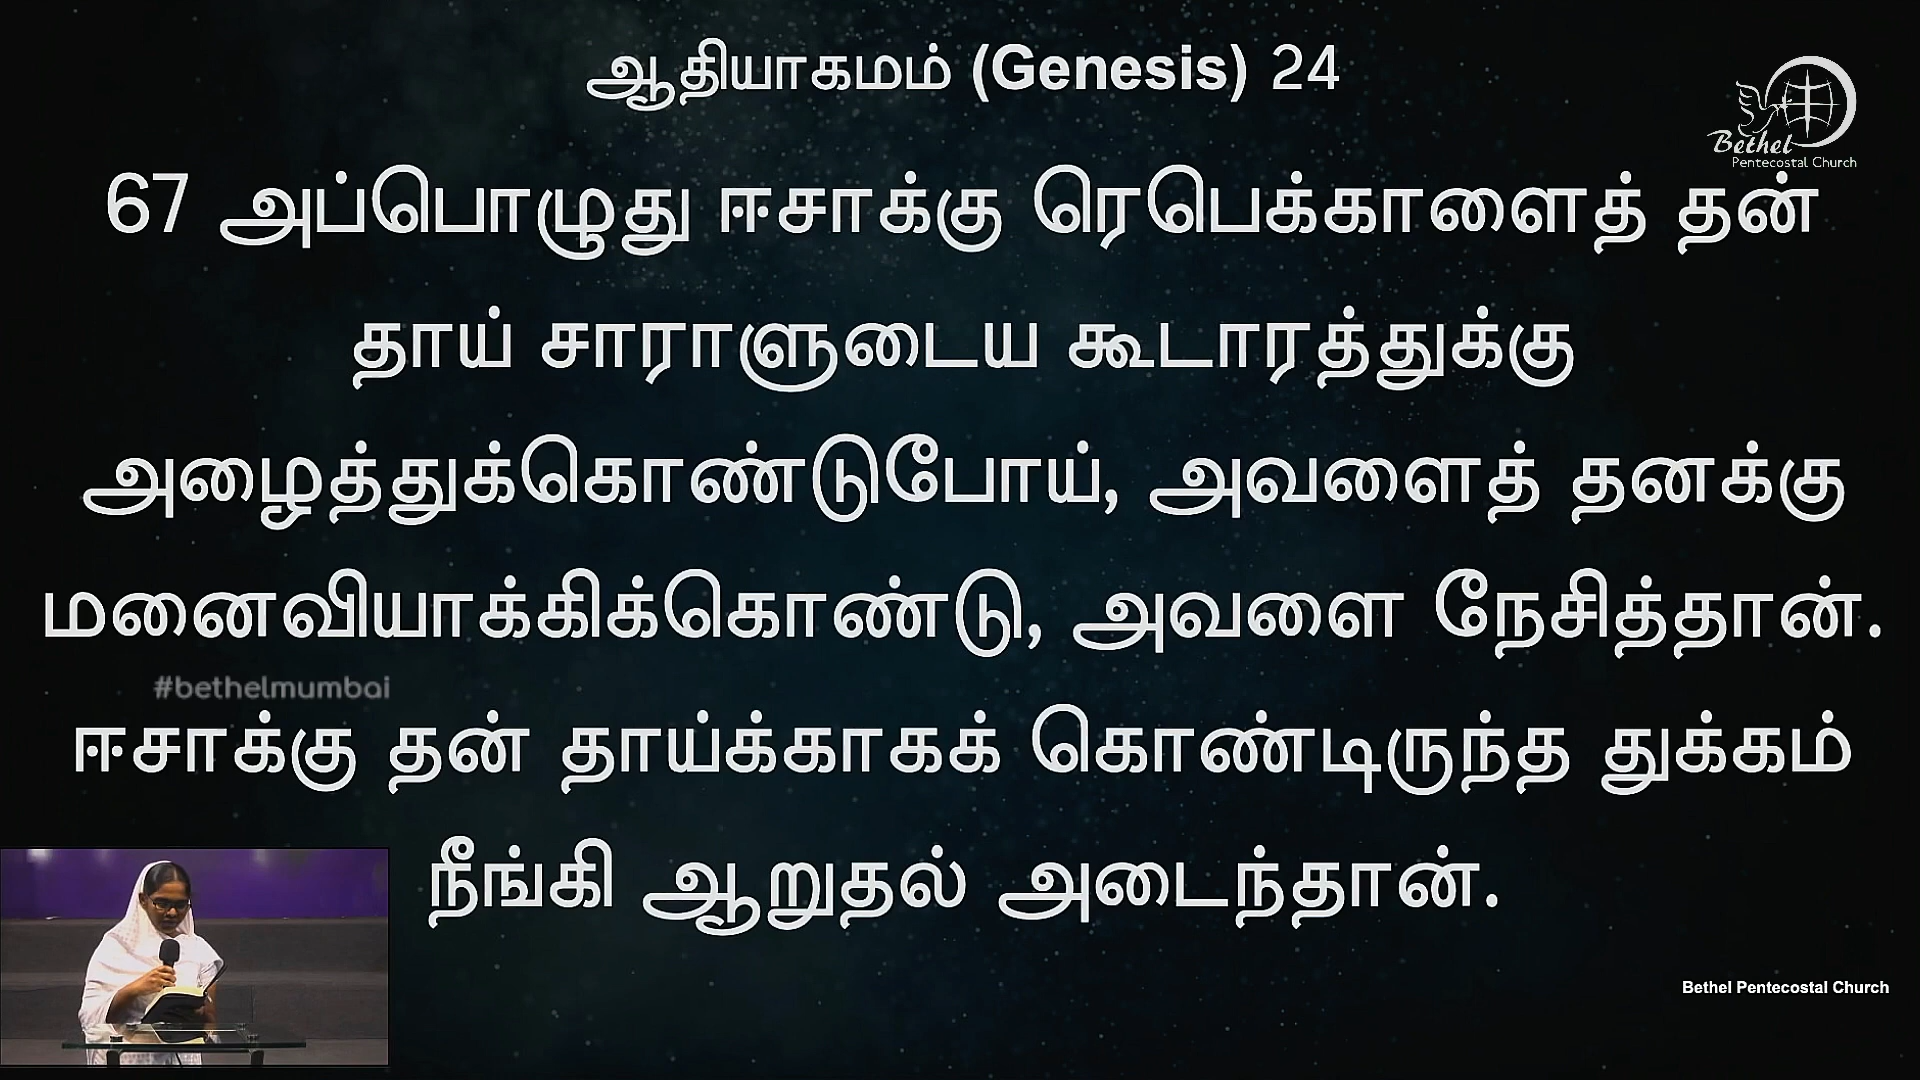 ஆதியாகமம் (Genesis) 24
Bethel
Pentecostal Church
67 அப்பொழுது ஈசாக்கு ரெபெக்காளைத் தன்
தாய் சாராளுடைய கூடாரத்துக்கு
அழைத்துக்கொண்டுபோய், அவளைத் தனக்கு
மனைவியாக்கிக்கொண்டு, அவளை நேசித்தான்.
#bethelmumbai
ஈசாக்கு தன் தாய்க்காகக் கொண்டிருந்த துக்கம்
நீங்கி ஆறுதல் அடைந்தான்.
Bethel Pentecostal Church